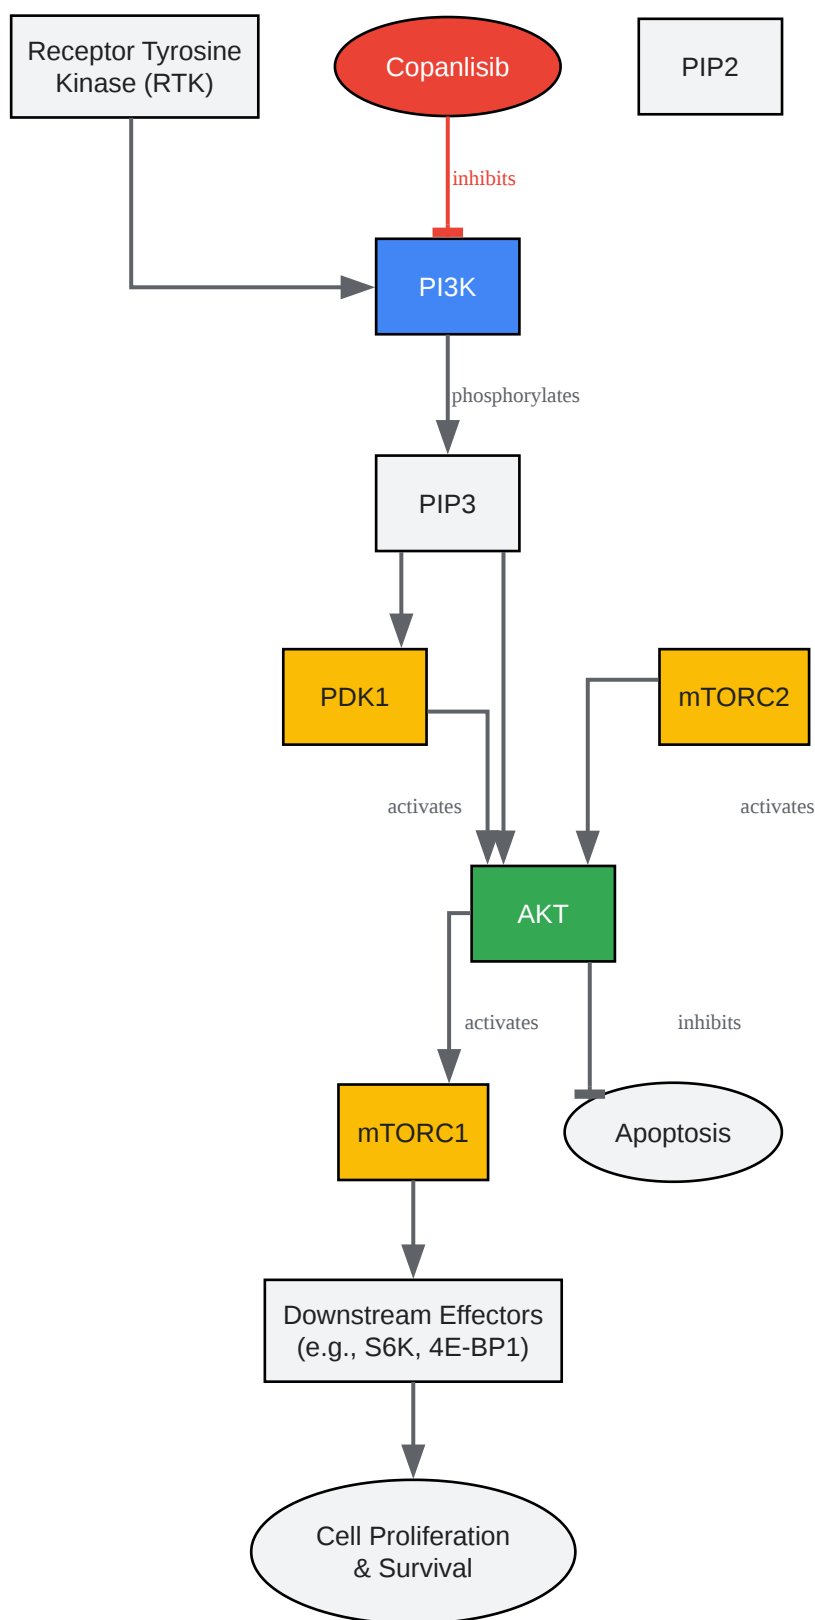 Receptor Tyrosine
Kinase (RTK)
Copanlisib
PIP2
inhibits
PI3K
phosphorylates
PIP3
PDK1
mTORC2
activates
activates
AKT
activates
inhibits
mTORC1
Apoptosis
Downstream Effectors
(e.g., S6K, 4E-BP1)
Cell Proliferation
& Survival